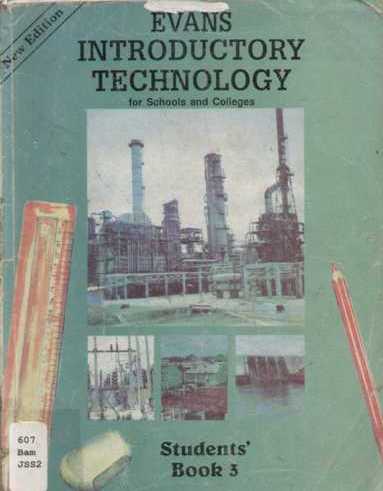 New Edition
EVANS
INTRODUCTORY
TECHNOLOGY
for Schools and Colleges
Students'
Book 3
607
Bam
JSS2